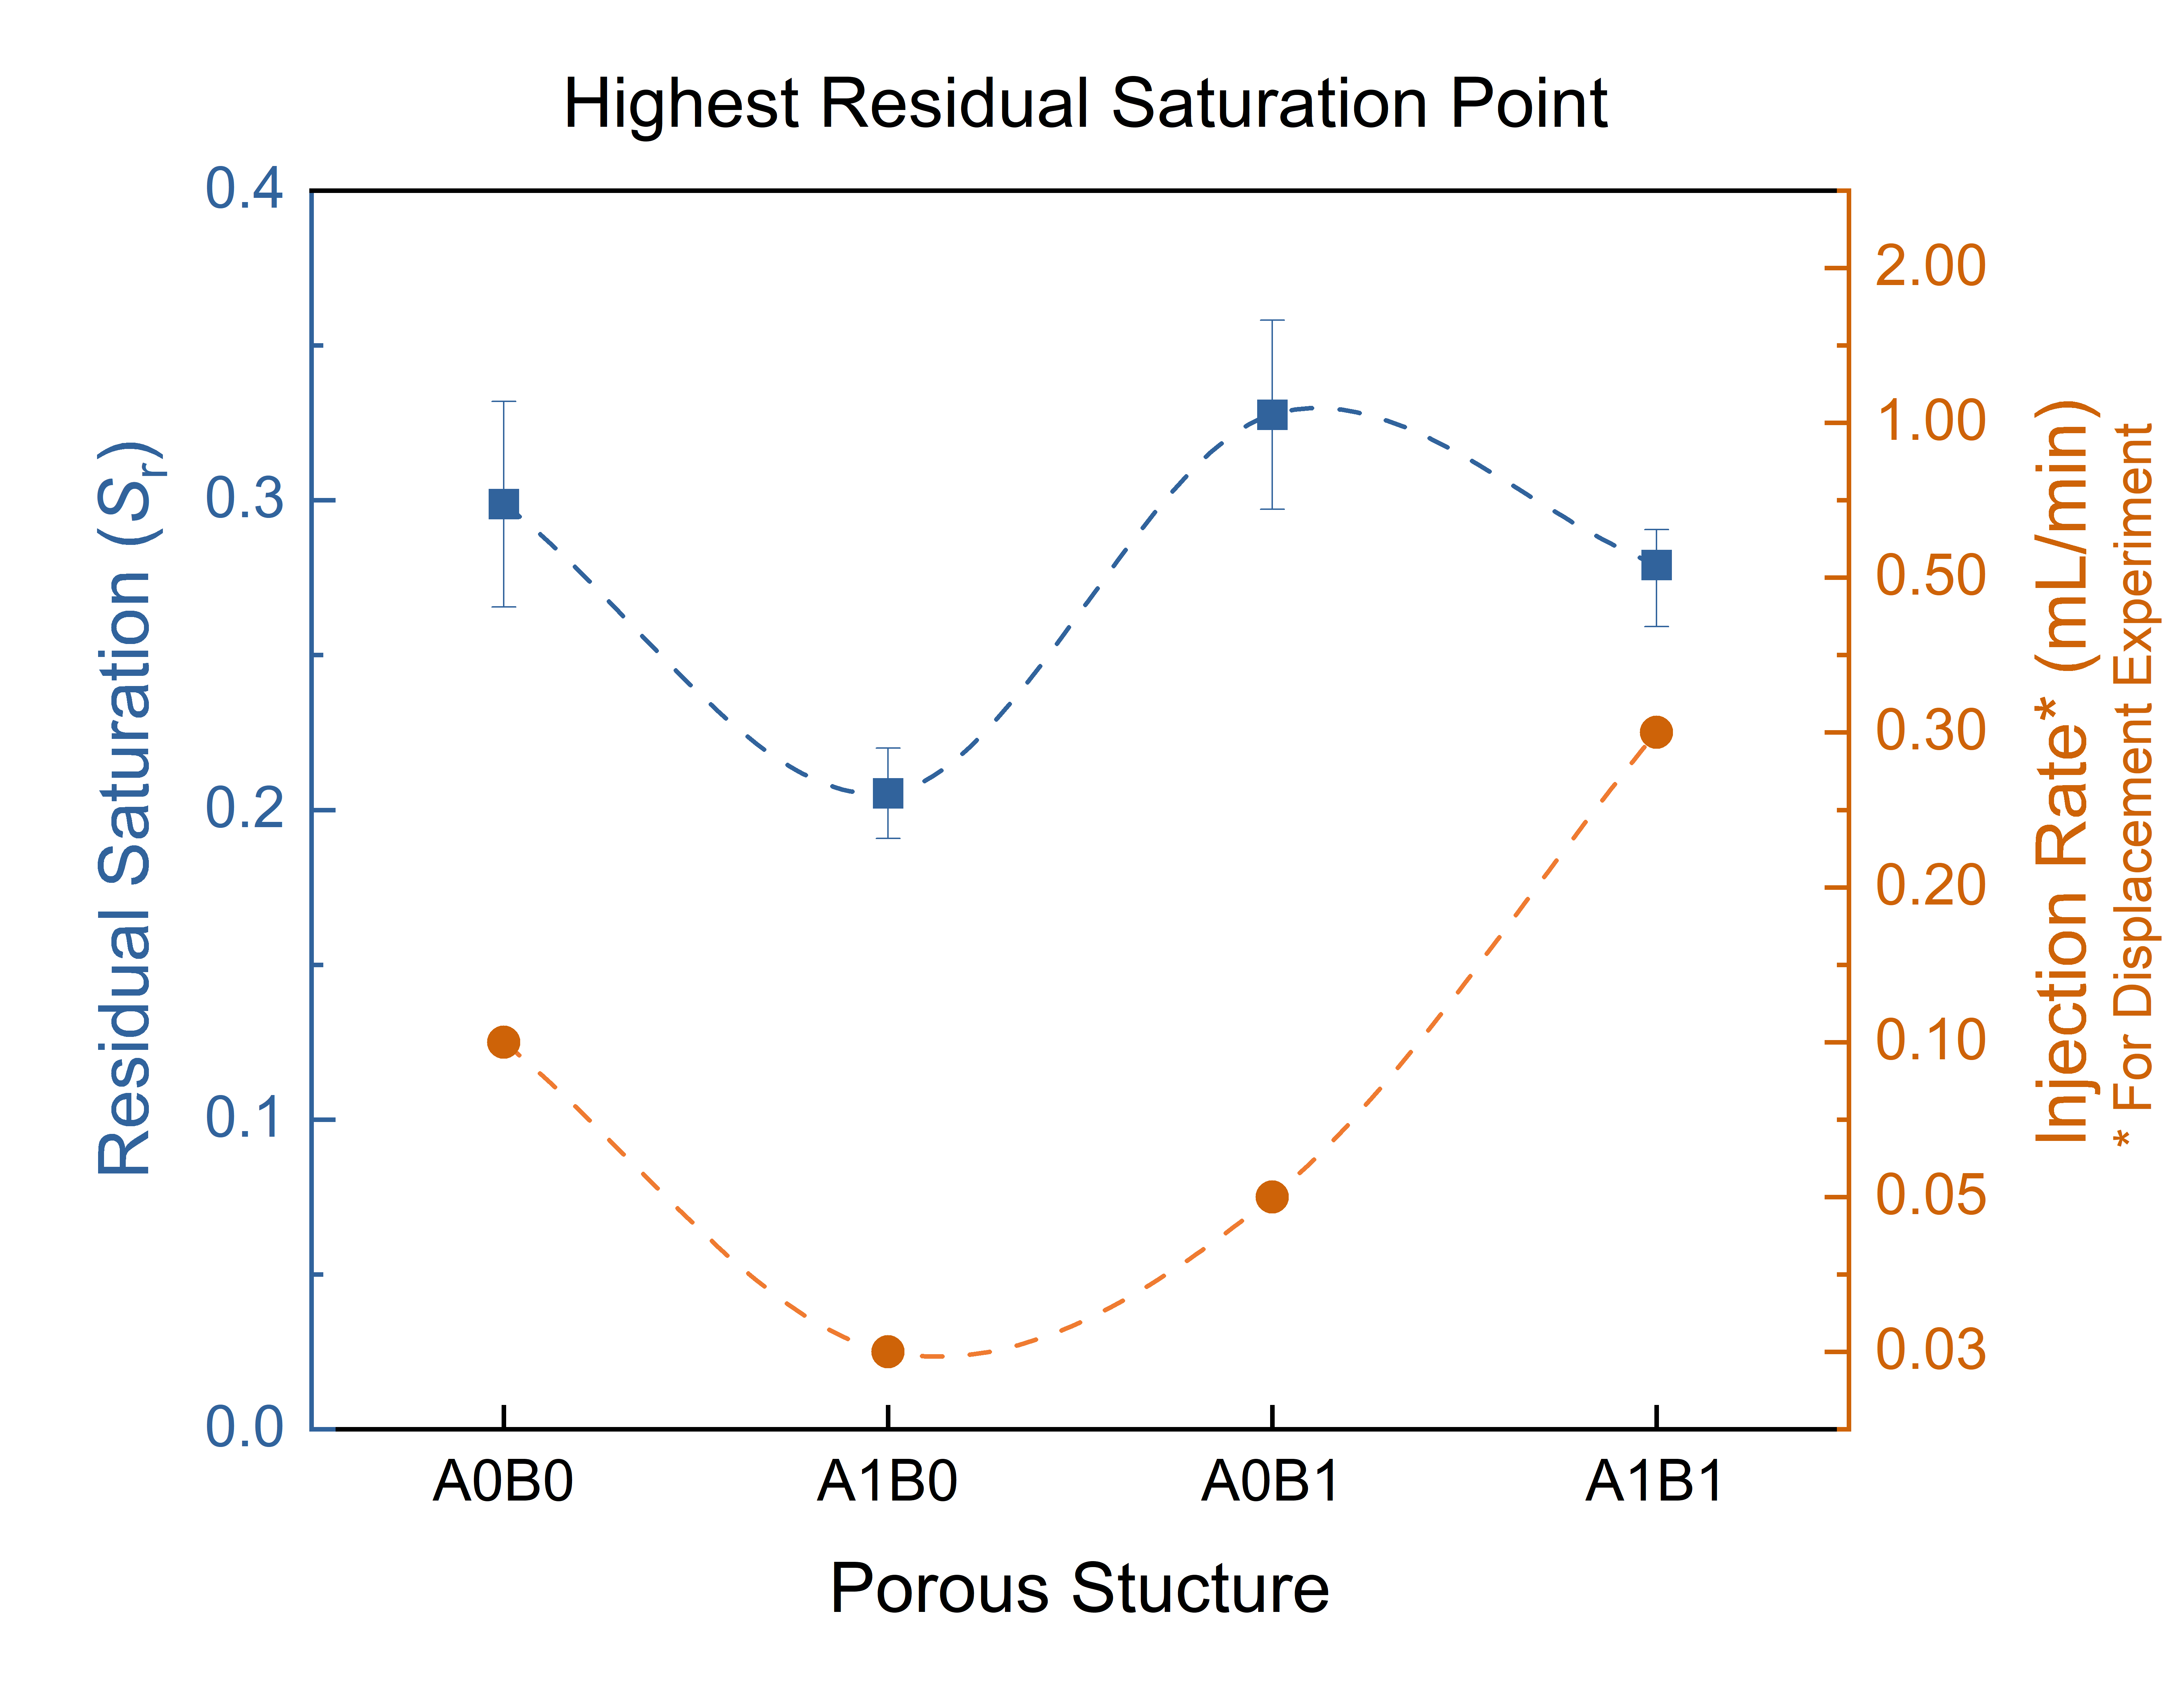 Highest Residual Saturation Point
0.4
0.3
0.2
0.1
0.0
Residual Saturation (Sr)
2.00
1.00
0.50
0.30
0.20
0.10
0.05
0.03
Injection Rate* (mL/min)
* For Displacement Experiment
A0B0 A1B0 A0B1 A1B1
Porous Stucture